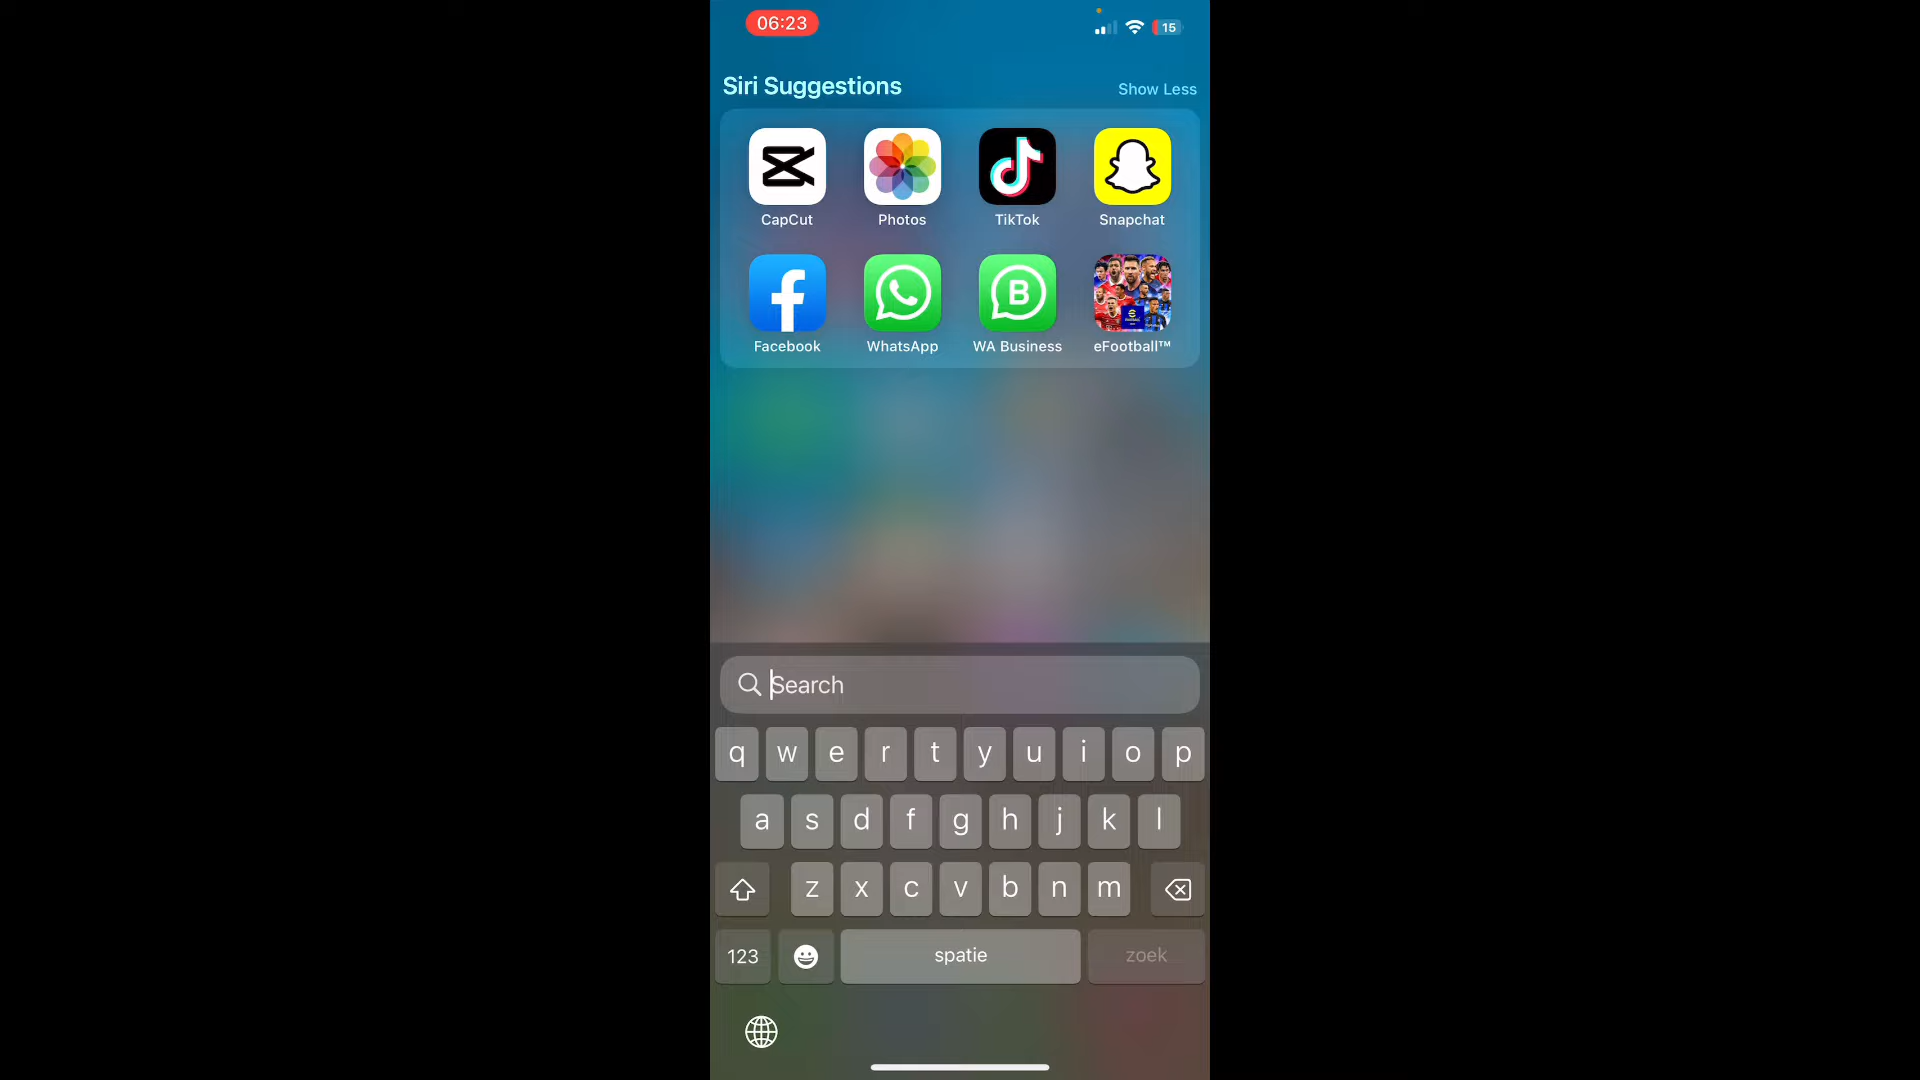 06:23
15
Siri Suggestions
Show Less
CapCut Photos TikTok Snapchat
B
Facebook WhatsApp WA Business eFootball™
Search
q w e r t y u i o p
a s d f g h j k l
z x c v b n m
123 spatie zoek